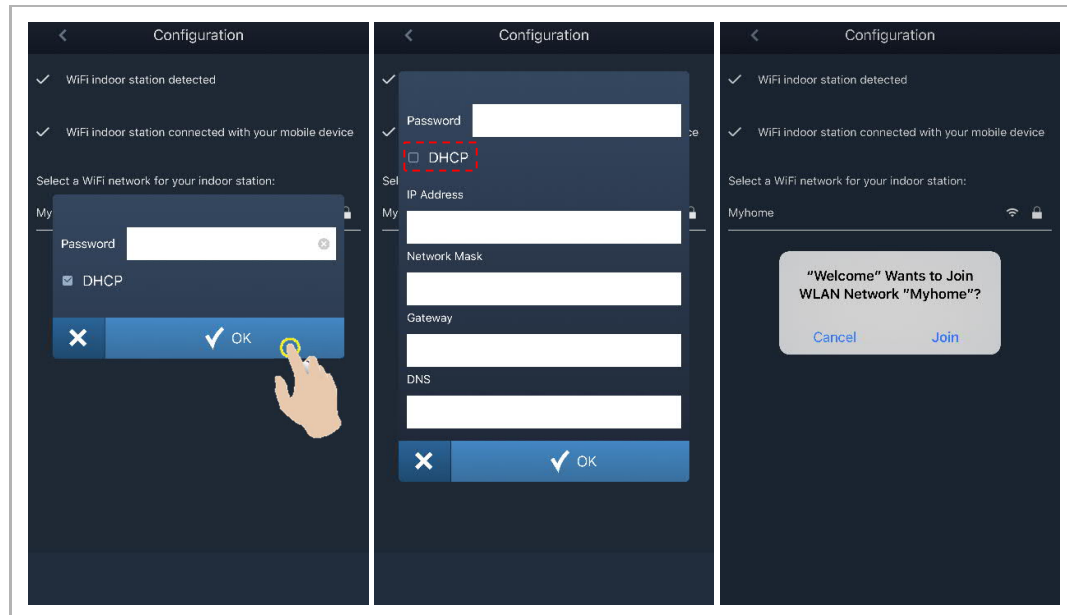 Configuration
WiFi indoor station detected
WiFi indoor station connected with your mobile device
Select a WiFi network for your indoor station:
My
Password
DHCP
OK
Configuration
Password
ce
DHCP
Sel
IP Address
My
Network Mask
Gateway
DNS
OK
Configuration
WiFi indoor station detected
WiFi indoor station connected with your mobile device
Select a WiFi network for your indoor station:
Myhome
"Welcome" Wants to Join
WLAN Network "Myhome"?
Cancel Join